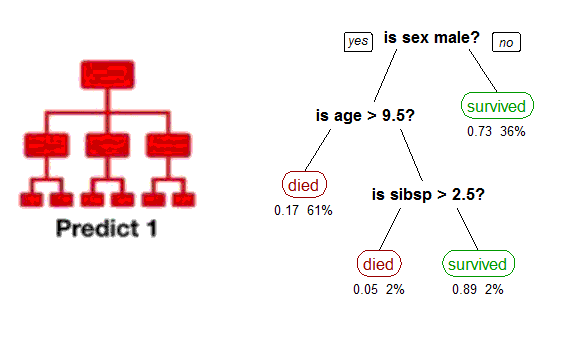 yes
is sex male?
no
is age > 9.5?
survived
0.73 36%
died
0.17 61%
is sibsp > 2.5?
died
0.05 2%
survived
0.89 2%
Predict 1